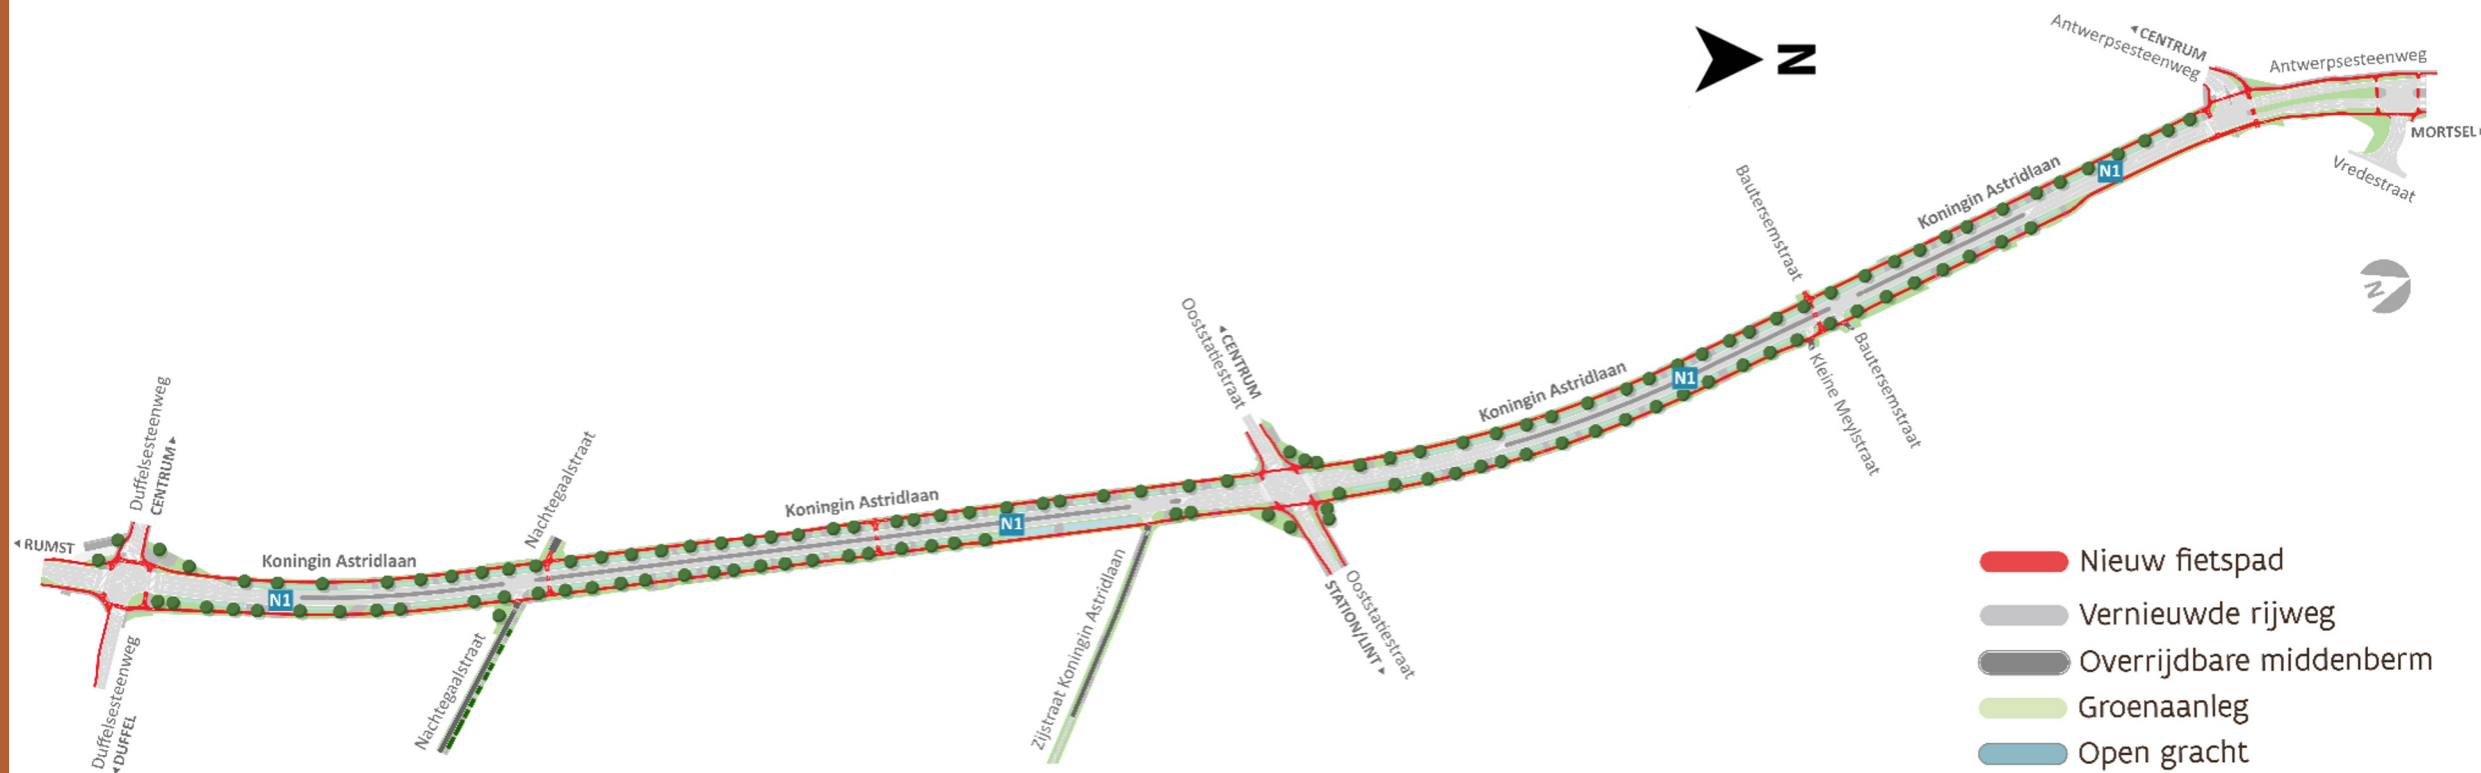 N
◄CENTRUM
Antwerpsesteenweg
Antwerpsesteenweg
MORTSEL
Vredestraat
N1
Koningin Astridlaan
Bautersemstraat
N
Bautersemstraat
Kleine Meylstraat
N1
Koningin Astridlaan
◄CENTRUM
Ooststatiestraat
Ooststatiestraat
STATION/LINT►
Zijstraat Koningin Astridlaan
N1
Koningin Astridlaan
Nachtegaalstraat
Nachtegaalstraat
Koningin Astridlaan
N1
Duffelsesteenweg
CENTRUM►
◄RUMST
Duffelsesteenweg
◄DUFFEL
Nieuw fietspad
Vernieuwde rijweg
Overrijdbare middenberm
Groenaanleg
Open gracht